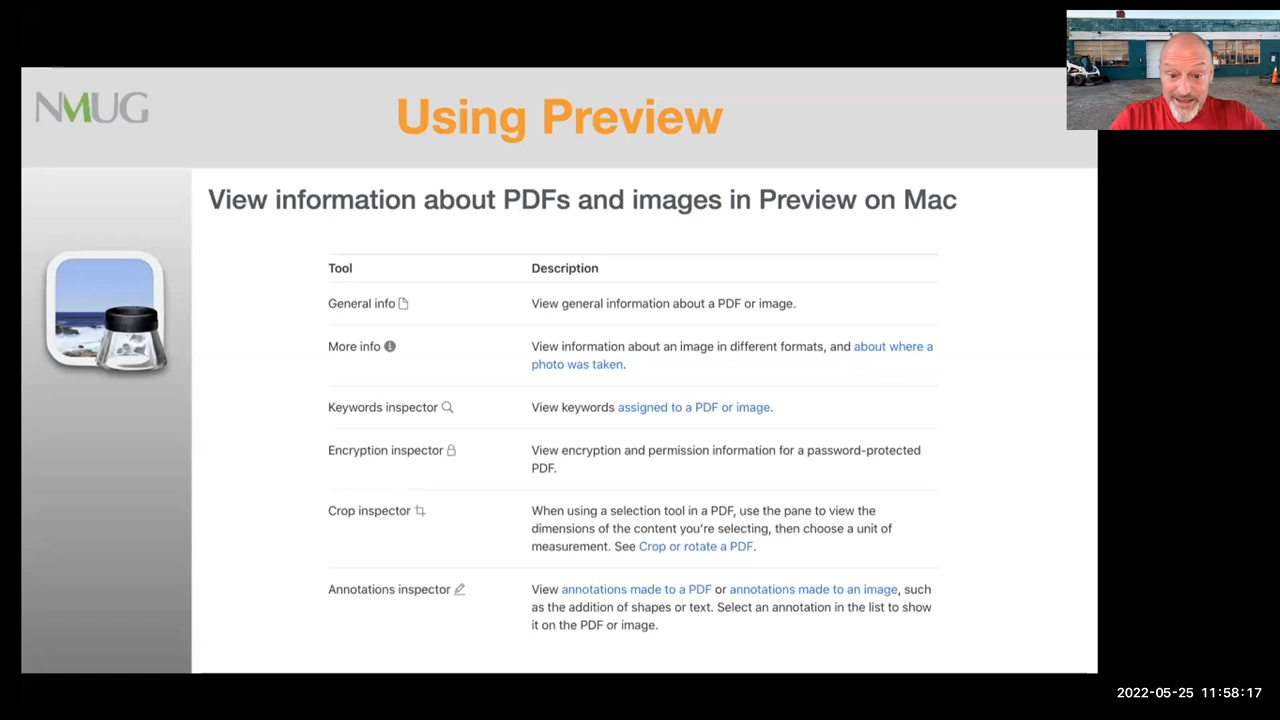 NMUG
Using Preview
View information about PDFs and images in Preview on Mac
Tool Description
General info View general information about a PDF or image.
More info View information about an image in different formats, and about where a
photo was taken.
Keywords inspector View keywords assigned to a PDF or image.
Encryption inspector View encryption and permission information for a password-protected
PDF.
Crop inspector When using a selection tool in a PDF, use the pane to view the
dimensions of the content you’re selecting, then choose a unit of
measurement. See Crop or rotate a PDF.
Annotations inspector View annotations made to a PDF or annotations made to an image, such
as the addition of shapes or text. Select an annotation in the list to show
it on the PDF or image.
2022-05-25 11:58:17